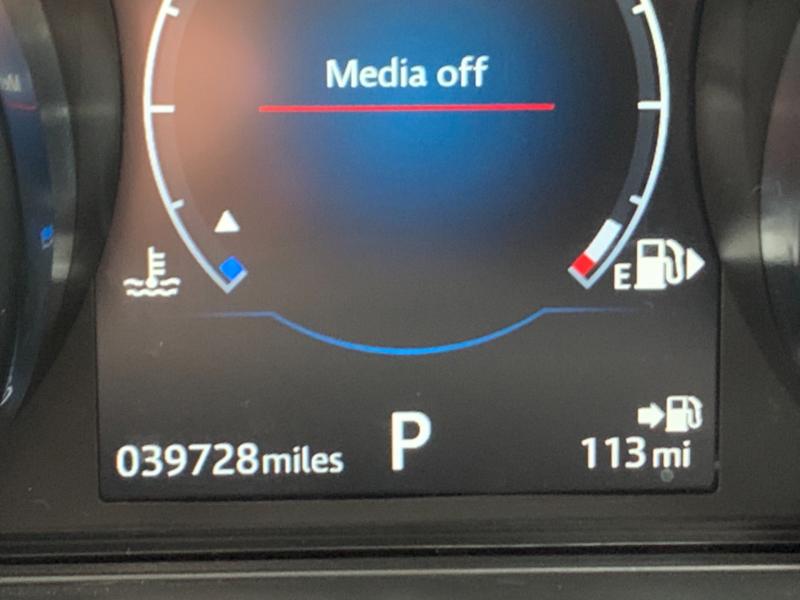 Media off
E
P
039728miles
113mi